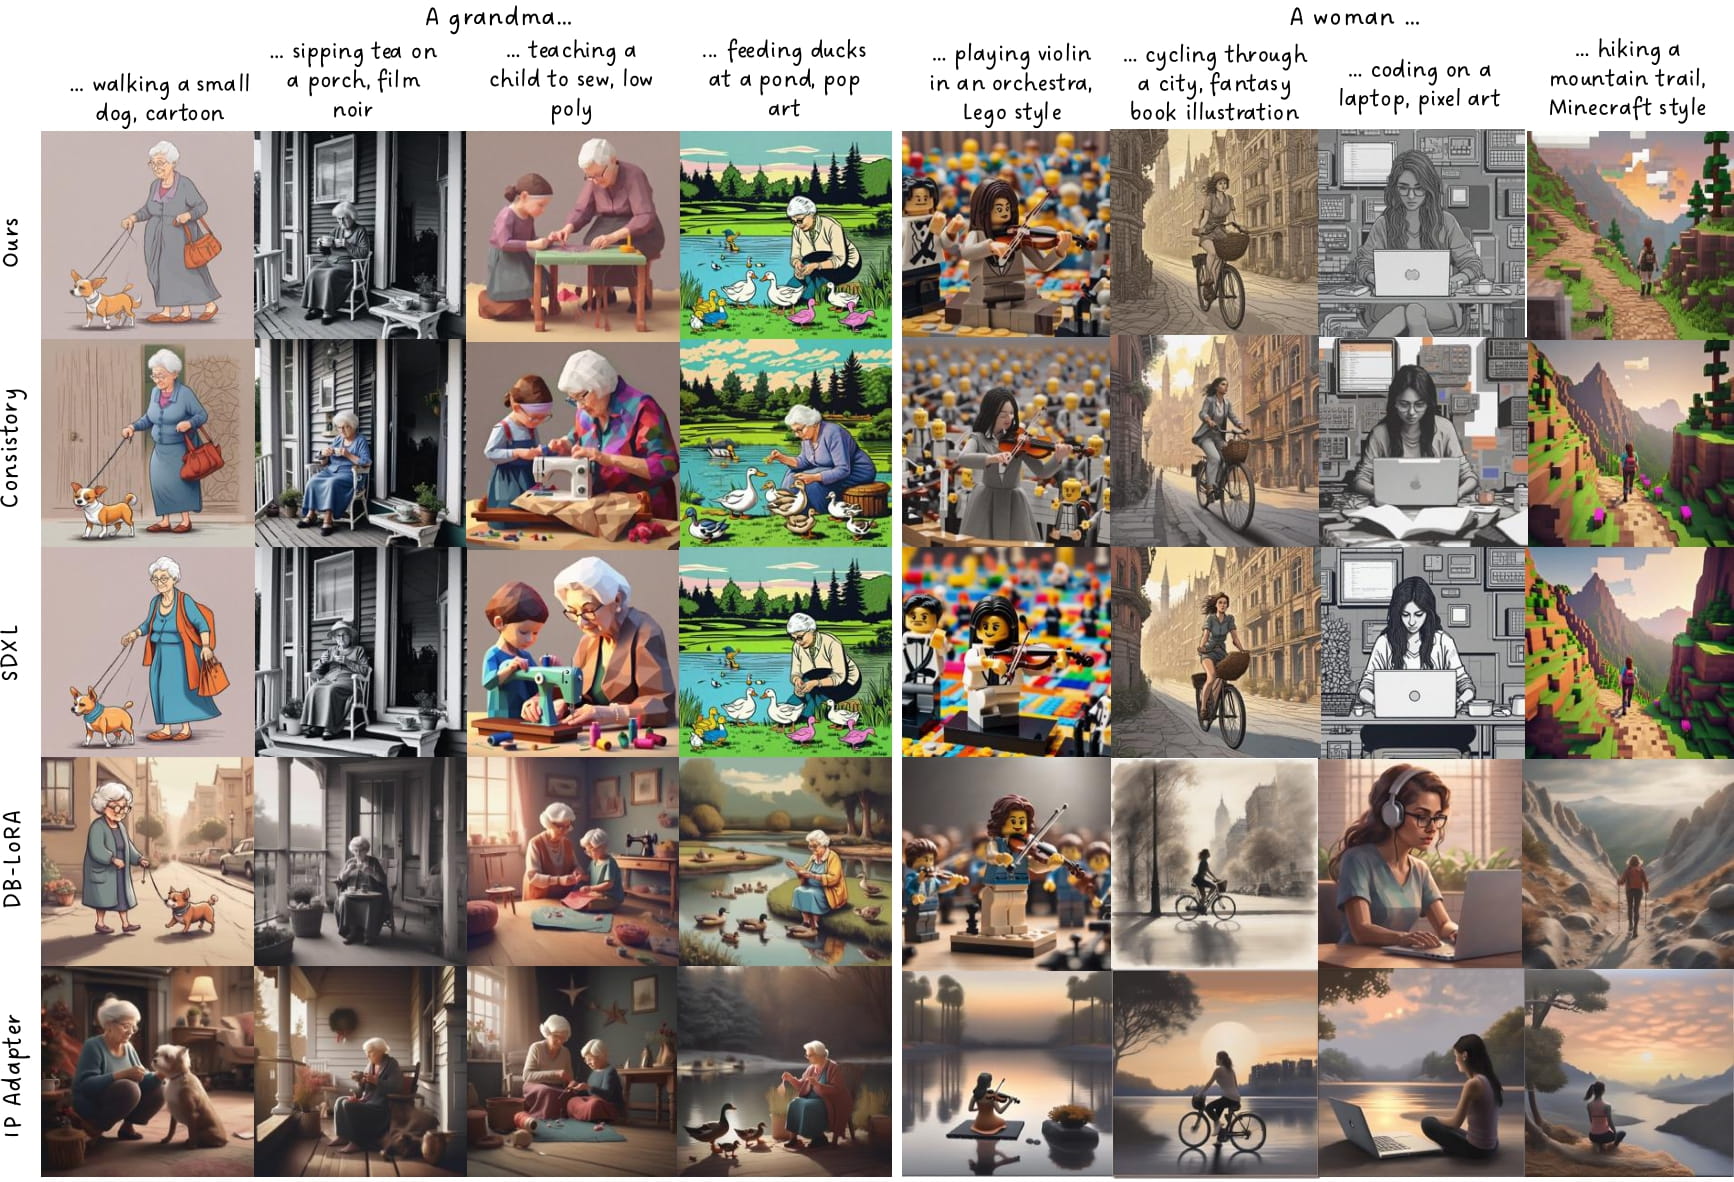 A grandma...
... walking a small
dog, cartoon
... sipping tea on
a porch, film
noir
... teaching a
child to sew, low
poly
... feeding ducks
at a pond, pop
art
A woman ...
... playing violin
in an orchestra,
Lego style
... cycling through
a city, fantasy
book illustration
... coding on a
laptop, pixel art
... hiking a
mountain trail,
Minecraft style
Ours
Consistory
SDXL
DB-LoRA
IP Adapter